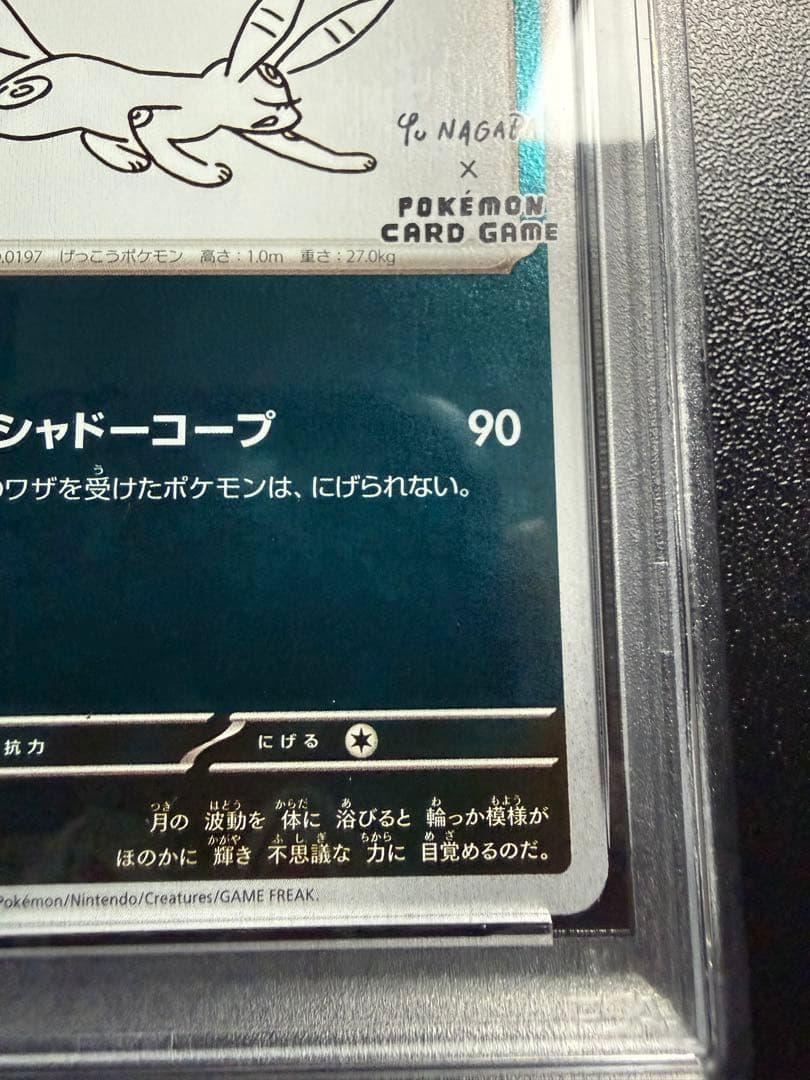 Yu NAGABA
×
POKÉMON
CARD GAME
.0197 げっこうポケモン 高さ：1.0m 重さ：27.0kg
シャドーコープ 90
ワザを受けたポケモンは、にげられない。
抗力 にげる
月の 波動を 体に 浴びると 輪っか模様が
ほのかに 輝き 不思議な 力に 目覚めるのだ。
Pokémon/Nintendo/Creatures/GAME FREAK.